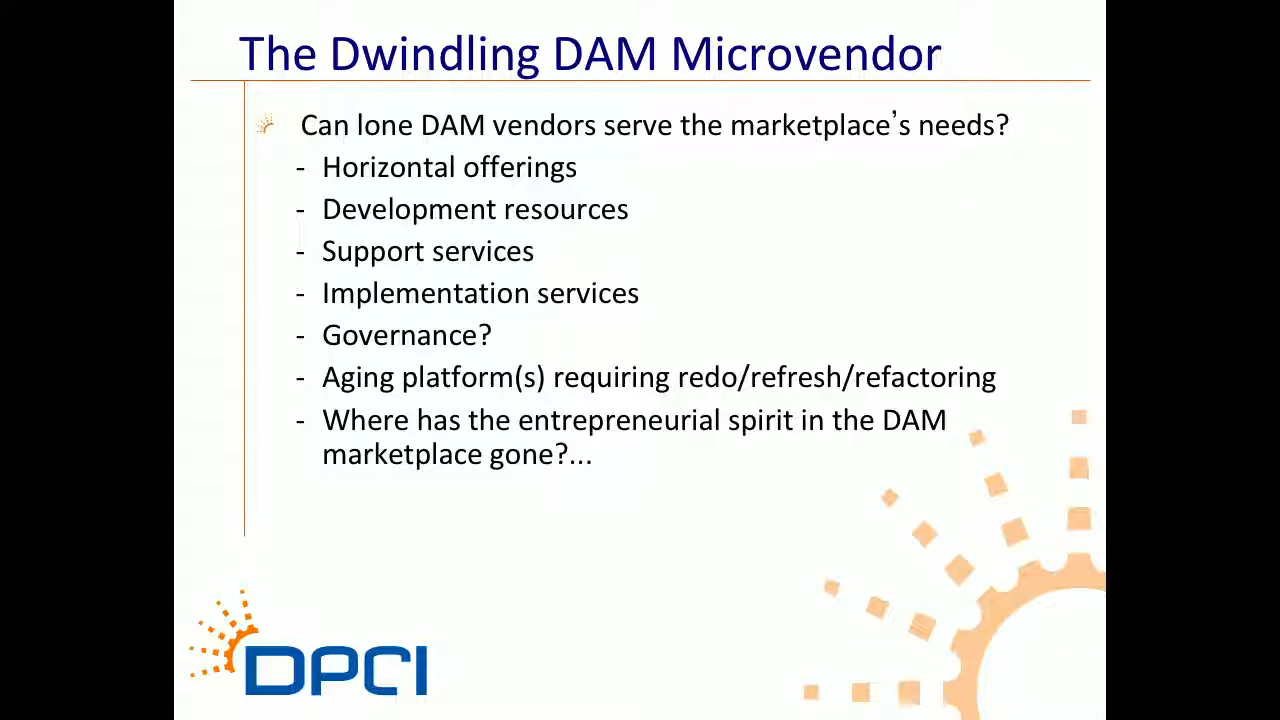 The Dwindling DAM Microvendor
Can lone DAM vendors serve the marketplace’s needs?
- Horizontal offerings
- Development resources
- Support services
- Implementation services
- Governance?
- Aging platform(s) requiring redo/refresh/refactoring
- Where has the entrepreneurial spirit in the DAM
marketplace gone?...
DPCI